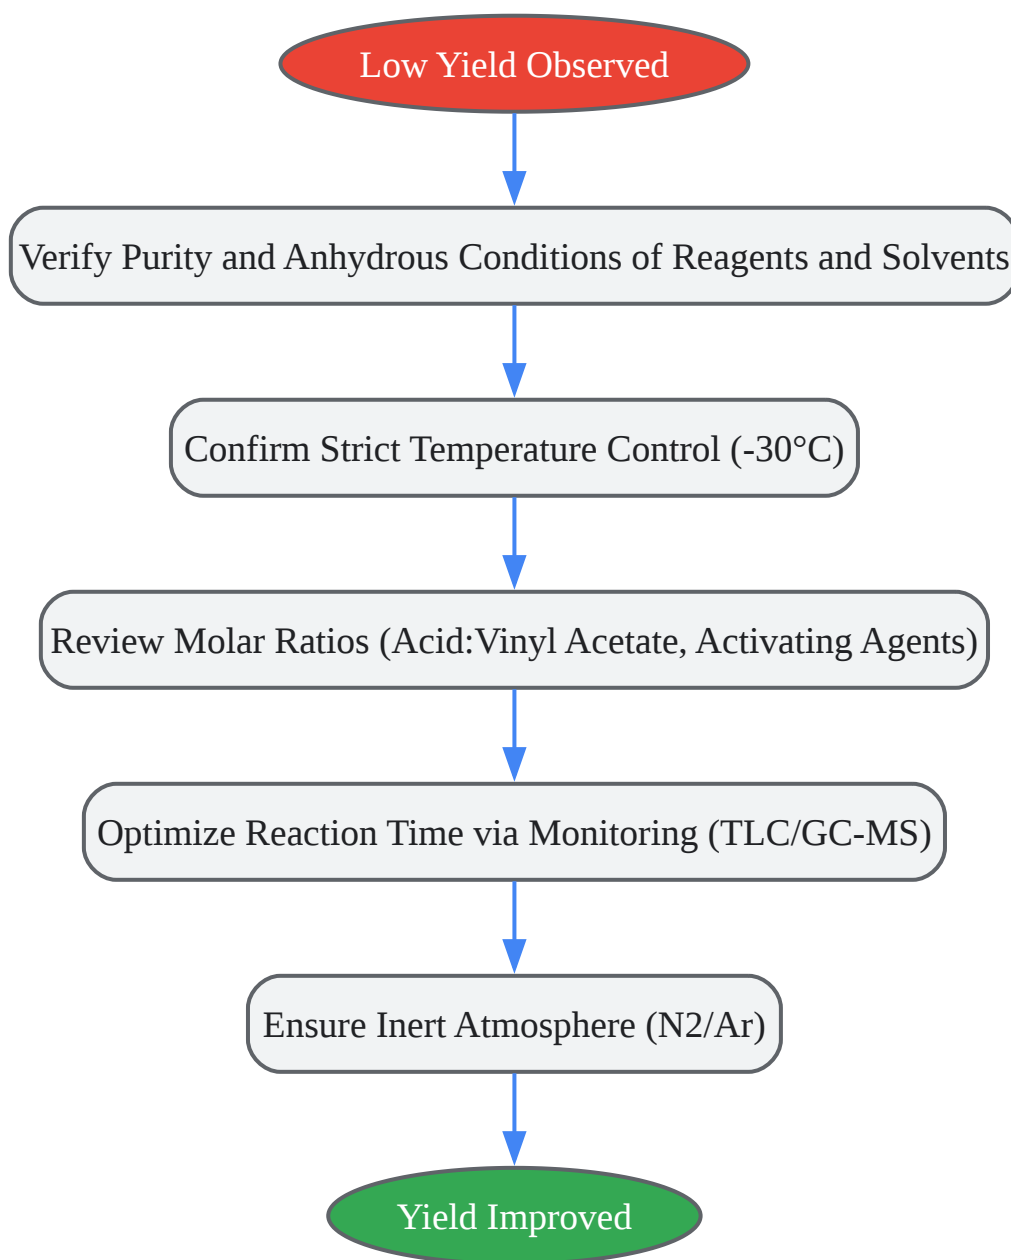 Low Yield Observed
Verify Purity and Anhydrous Conditions of Reagents and Solvents
Confirm Strict Temperature Control (-30°C)
Review Molar Ratios (Acid:Vinyl Acetate, Activating Agents)
Optimize Reaction Time via Monitoring (TLC/GC-MS)
Ensure Inert Atmosphere (N2/Ar)
Yield Improved